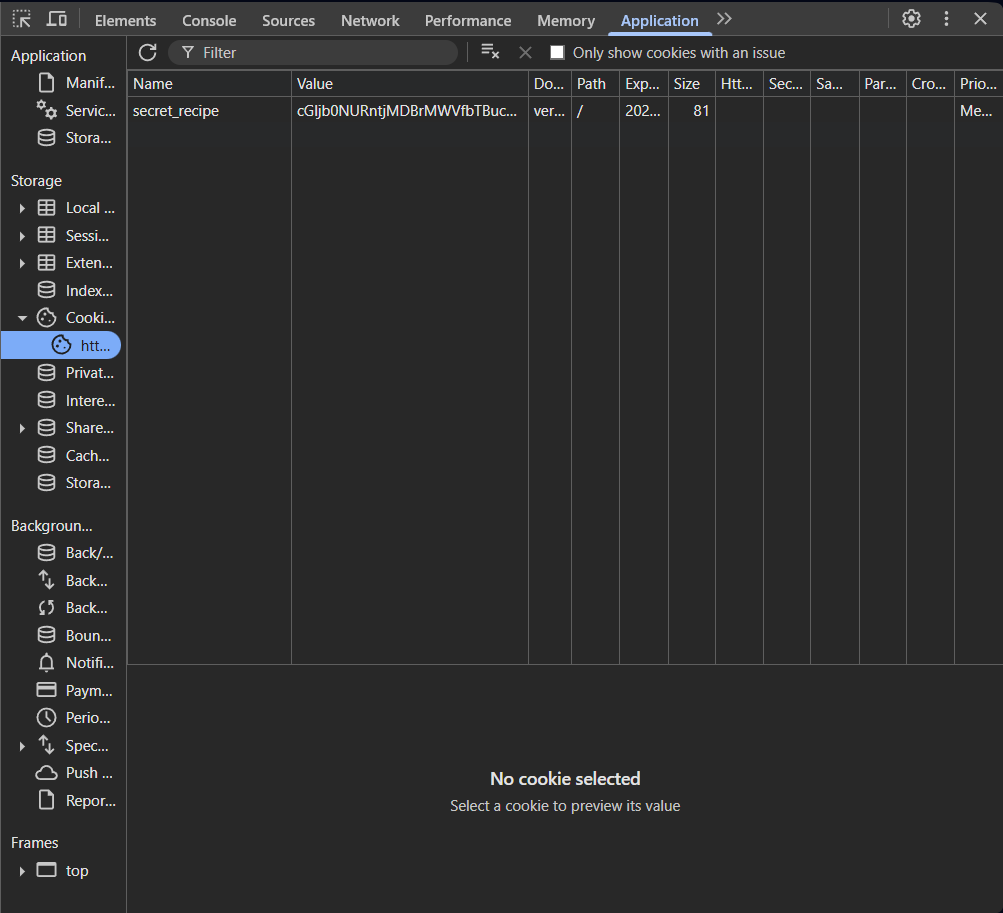 Elements Console Sources Network Performance Memory Application
Application
Manif...
Servic...
Stora...
Storage
Local ...
Sessi...
Exten...
Index...
Cooki...
htt...
Privat...
Intere...
Share...
Cach...
Stora...
Backgroun...
Back/...
Back...
Back...
Boun...
Notifi...
Paym...
Perio...
Spec...
Push ...
Repor...
Frames
top
Filter Only show cookies with an issue
Name Value Do... Path Exp... Size Htt... Sec... Sa... Par... Cro... Prio...
secret_recipe cGljb0NURntjMDBrMWVfbTBuc... ver... / 202... 81 Me...
No cookie selected
Select a cookie to preview its value